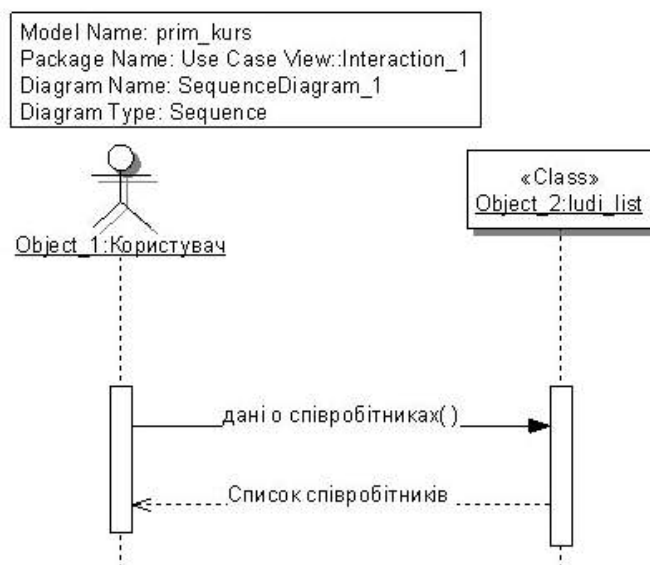 Model Name: prim_kurs
Package Name: Use Case View::Interaction_1
Diagram Name: SequenceDiagram_1
Diagram Type: Sequence
«Class»
Object_2:ludi_list
Object_1:Користувач
дані о співробітниках()
Список співробітників